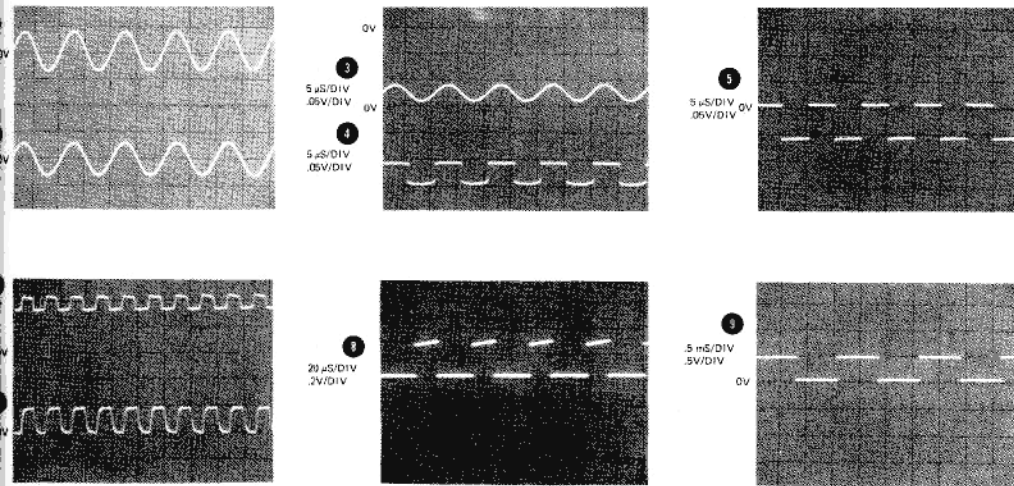 0V
3
5 µS/DIV
.05V/DIV
0V
4
5 µS/DIV
.05V/DIV
5
5 µS/DIV
.05V/DIV
0V
8
20 µS/DIV
.2V/DIV
9
.5 mS/DIV
.5V/DIV
0V